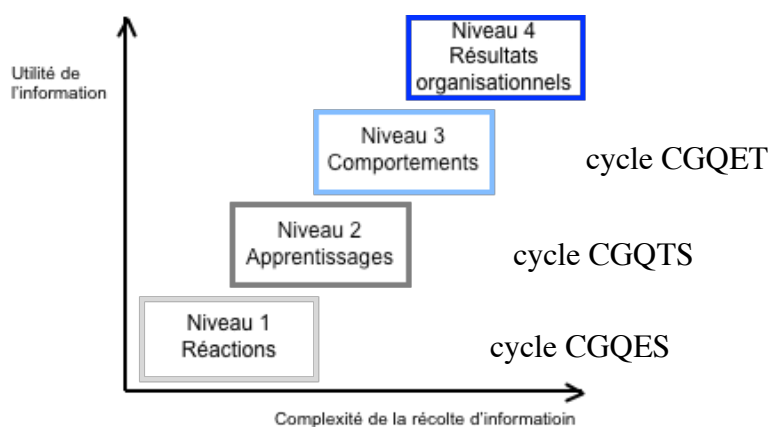 Niveau 4
Résultats
organisationnels
Utilité de
l'information
Niveau 3
Comportements
cycle CGQET
Niveau 2
Apprentissages
cycle CGQTS
Niveau 1
Réactions
cycle CGQES
Complexité de la récolte d'informatioin